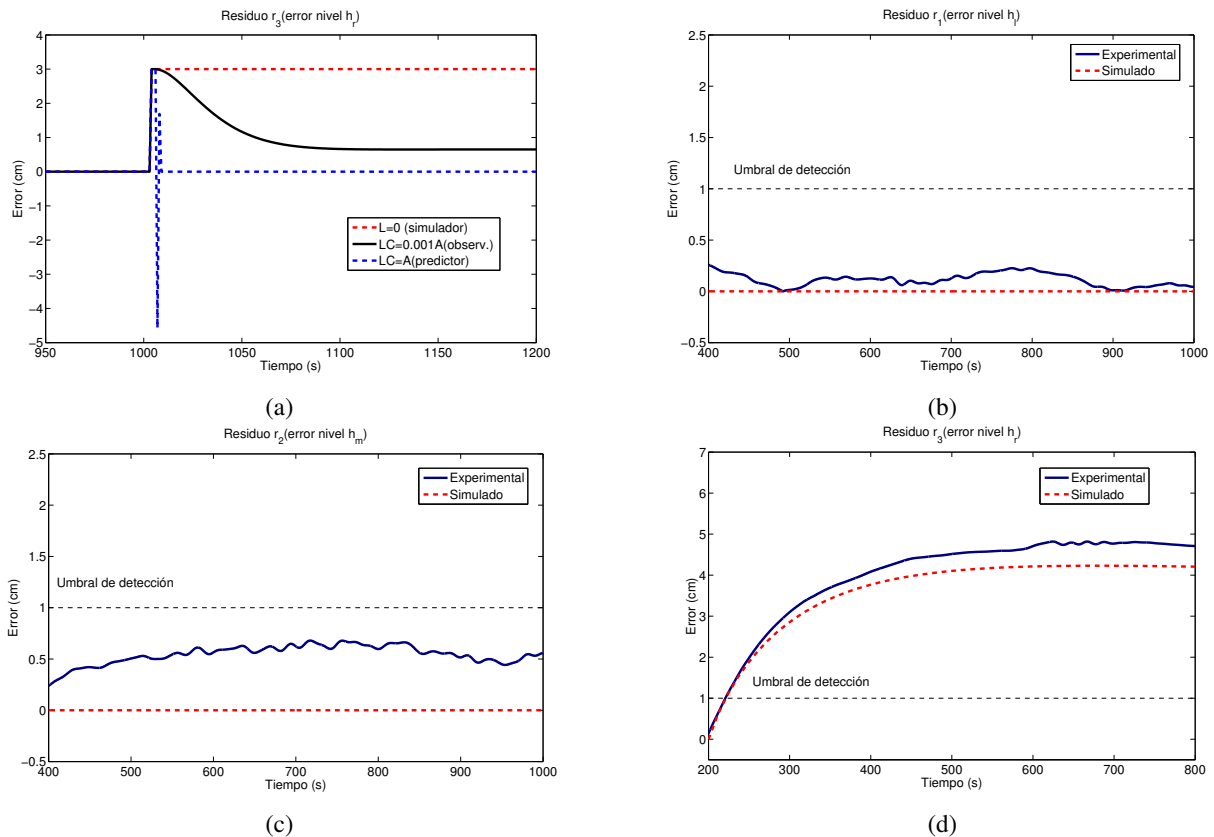 Residuo r3(error nivel hr)
Error (cm)
4
3
2
1
0
−1
−2
−3
−4
−5
L=0 (simulador)
LC=0.001A(observ.)
LC=A(predictor)
950 1000 1050 1100 1150 1200
Tiempo (s)
(a)
Residuo r1(error nivel hl)
Error (cm)
2.5
2
1.5
1
0.5
0
−0.5
Experimental
Simulado
Umbral de detección
400 500 600 700 800 900 1000
Tiempo (s)
(b)
Residuo r2(error nivel hm)
Error (cm)
2.5
2
1.5
1
0.5
0
−0.5
Experimental
Simulado
Umbral de detección
400 500 600 700 800 900 1000
Tiempo (s)
(c)
Residuo r3(error nivel hr)
Error (cm)
7
6
5
4
3
2
1
0
Experimental
Simulado
Umbral de detección
200 300 400 500 600 700 800
Tiempo (s)
(d)